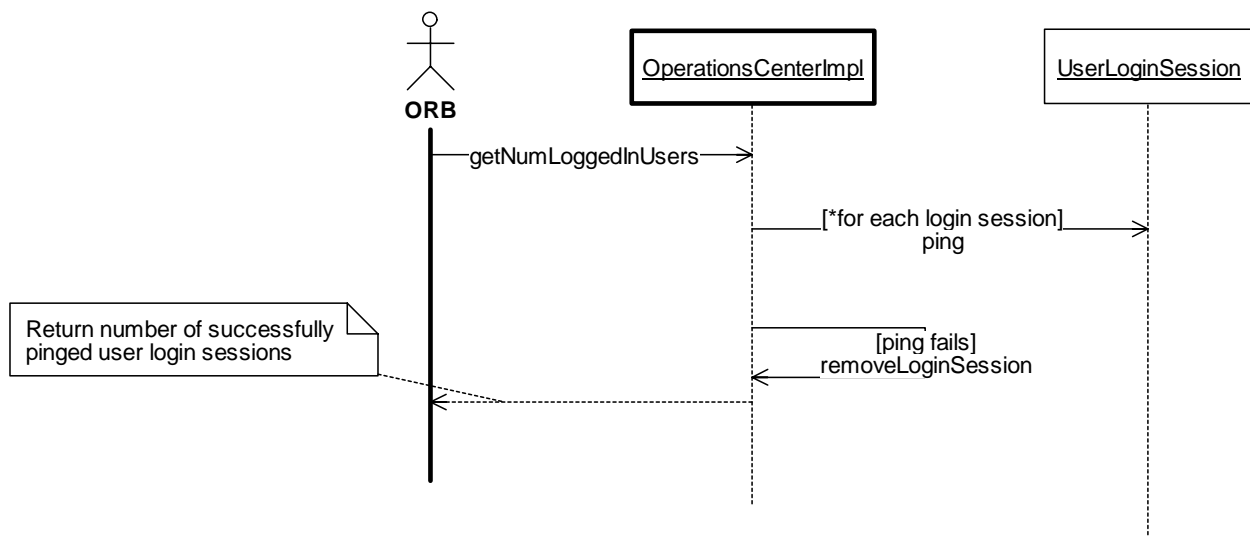 OperationsCenterImpl
UserLoginSession
ORB
getNumLoggedInUsers
[*for each login session]
ping
Return number of successfully
pinged user login sessions
[ping fails]
removeLoginSession